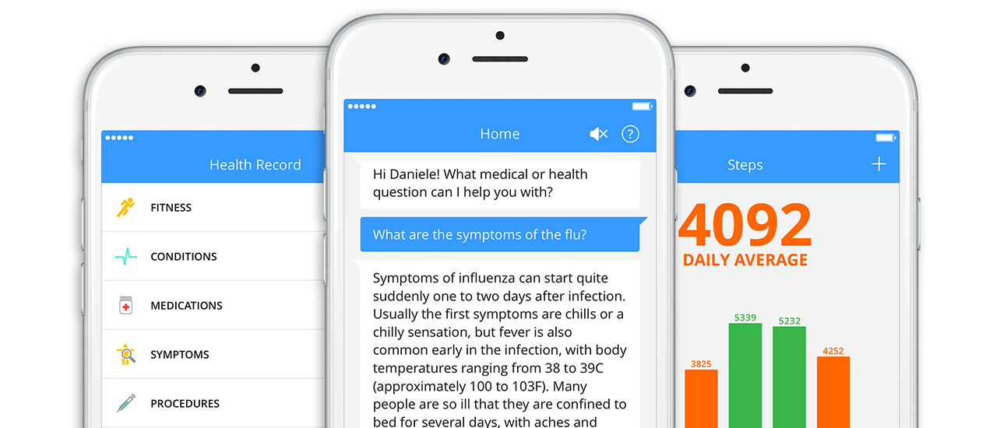 Health Record
FITNESS
CONDITIONS
MEDICATIONS
SYMPTOMS
PROCEDURES
Home
?
Hi Daniele! What medical or health
question can I help you with?
What are the symptoms of the flu?
Symptoms of influenza can start quite
suddenly one to two days after infection.
Usually the first symptoms are chills or a
chilly sensation, but fever is also
common early in the infection, with body
temperatures ranging from 38 to 39C
(approximately 100 to 103F). Many
people are so ill that they are confined to
bed for several days, with aches and
Steps
4092
DAILY AVERAGE
3825
5339
5232
4252